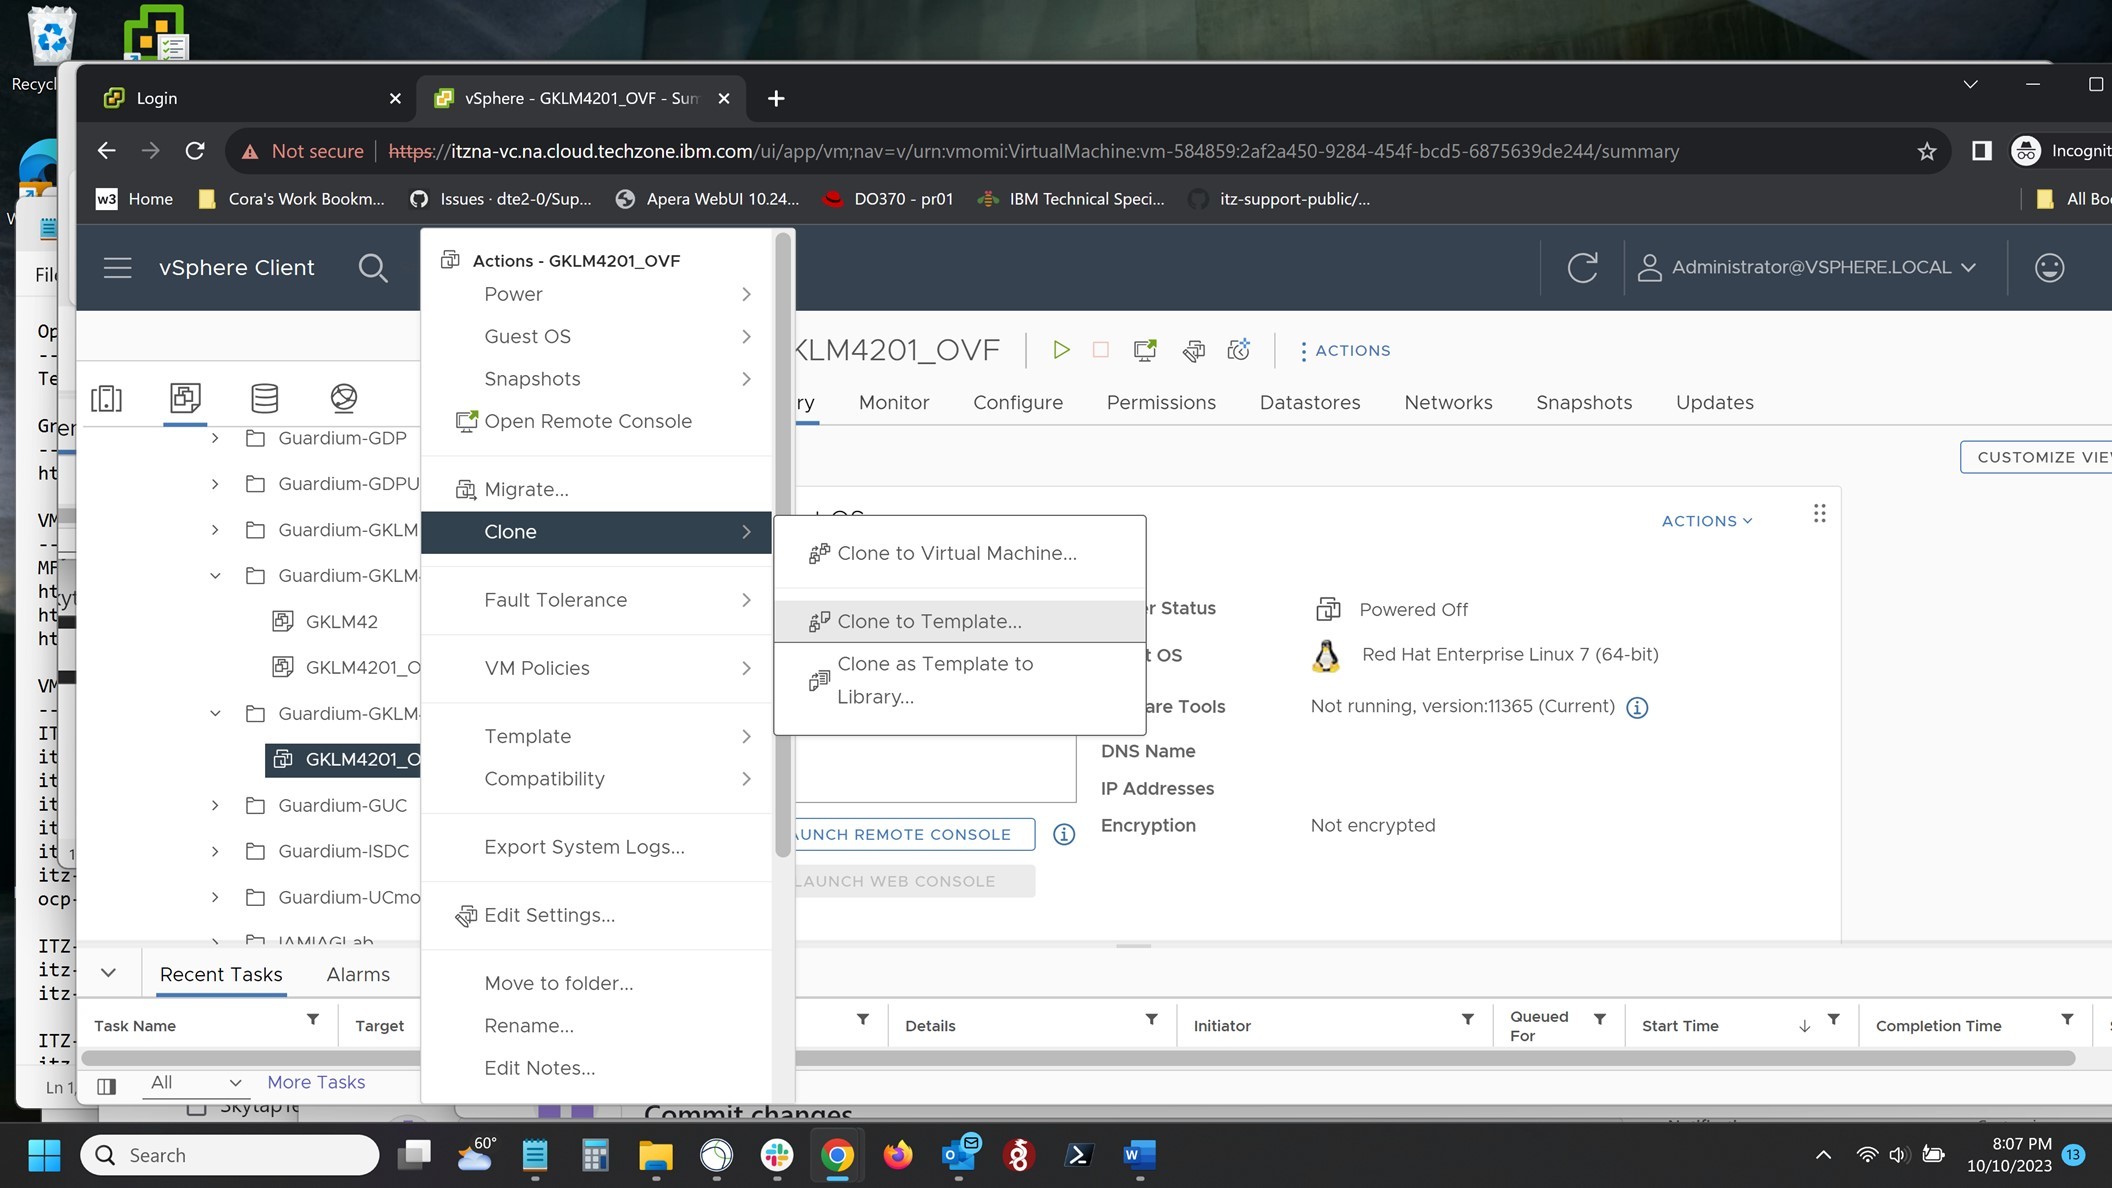 Recycl
Login
vSphere - GKLM4201_OVF - Sum
Not secure
https://itzna-vc.na.cloud.techzone.ibm.com/ui/app/vm;nav=v/urn:vmomi:VirtualMachine:vm-584859:2af2a450-9284-454f-bcd5-6875639de244/summary
Incognit
w3 Home
Cora's Work Bookm...
Issues · dte2-0/Sup...
Apera WebUI 10.24...
DO370 - pr01
IBM Technical Speci...
itz-support-public/...
All Boo
File
vSphere Client
Administrator@VSPHERE.LOCAL
Actions - GKLM4201_OVF
Power
Guest OS
Snapshots
Open Remote Console
Migrate...
Clone
Fault Tolerance
VM Policies
Template
Compatibility
Export System Logs...
Edit Settings...
Move to folder...
Rename...
Edit Notes...
Clone to Virtual Machine...
Clone to Template...
Clone as Template to
Library...
KLM4201_OVF
ACTIONS
ry
Monitor
Configure
Permissions
Datastores
Networks
Snapshots
Updates
CUSTOMIZE VIE
Guardium-GDP
Guardium-GDPU
Guardium-GKLM
Guardium-GKLM4
GKLM42
GKLM4201_O
Guardium-GKLM4
GKLM4201_O
Guardium-GUC
Guardium-ISDC
Guardium-UCmo
IAMIAGLab
OS
ACTIONS
r Status
Powered Off
t OS
Red Hat Enterprise Linux 7 (64-bit)
are Tools
Not running, version:11365 (Current)
DNS Name
IP Addresses
Encryption
Not encrypted
AUNCH REMOTE CONSOLE
LAUNCH WEB CONSOLE
Op
--
Te
Gr
--
ht
VM
--
MF
ht
ht
ht
VM
--
IT
it
it
it
it
it
itz-
ocp-
ITZ-
itz-
itz-
ITZ-
Ln 1,
Recent Tasks
Alarms
Task Name
Target
Details
Initiator
Queued
For
Start Time
Completion Time
All
More Tasks
Commit changes
Search
60°
8:07 PM
10/10/2023
13